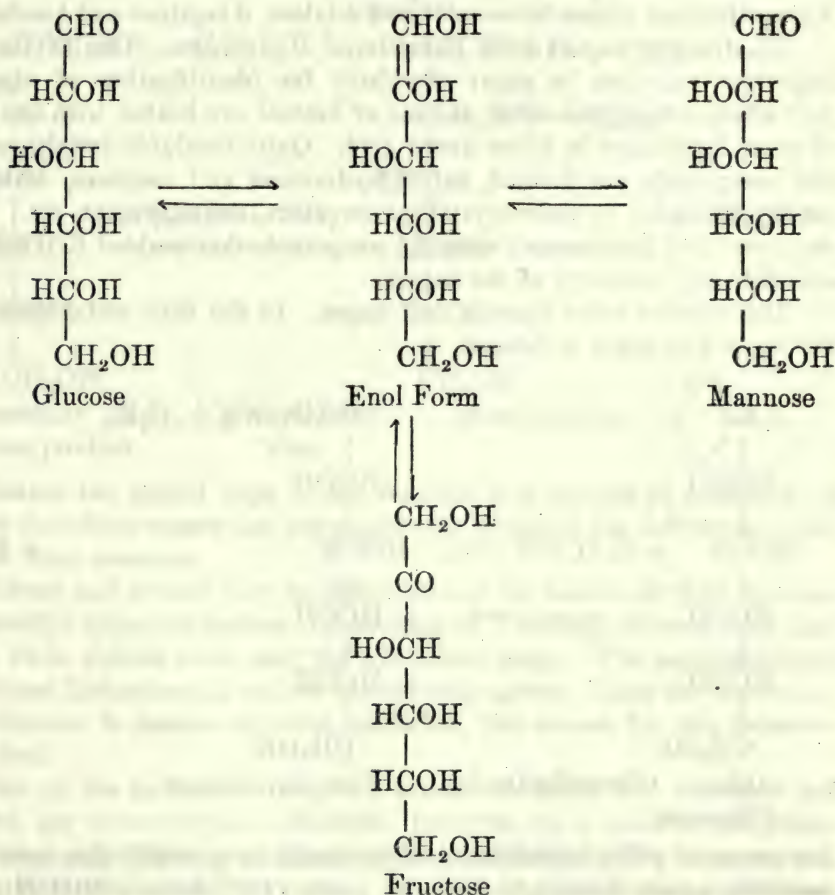 CHO CHOH CHO
HCOH COH HOCH
HOCH HOCH HOCH
HCOH HCOH HCOH
HCOH HCOH HCOH
CH₂OH CH₂OH CH₂OH
Glucose Enol Form Mannose
CH₂OH
CO
HOCH
HCOH
HCOH
CH₂OH
Fructose